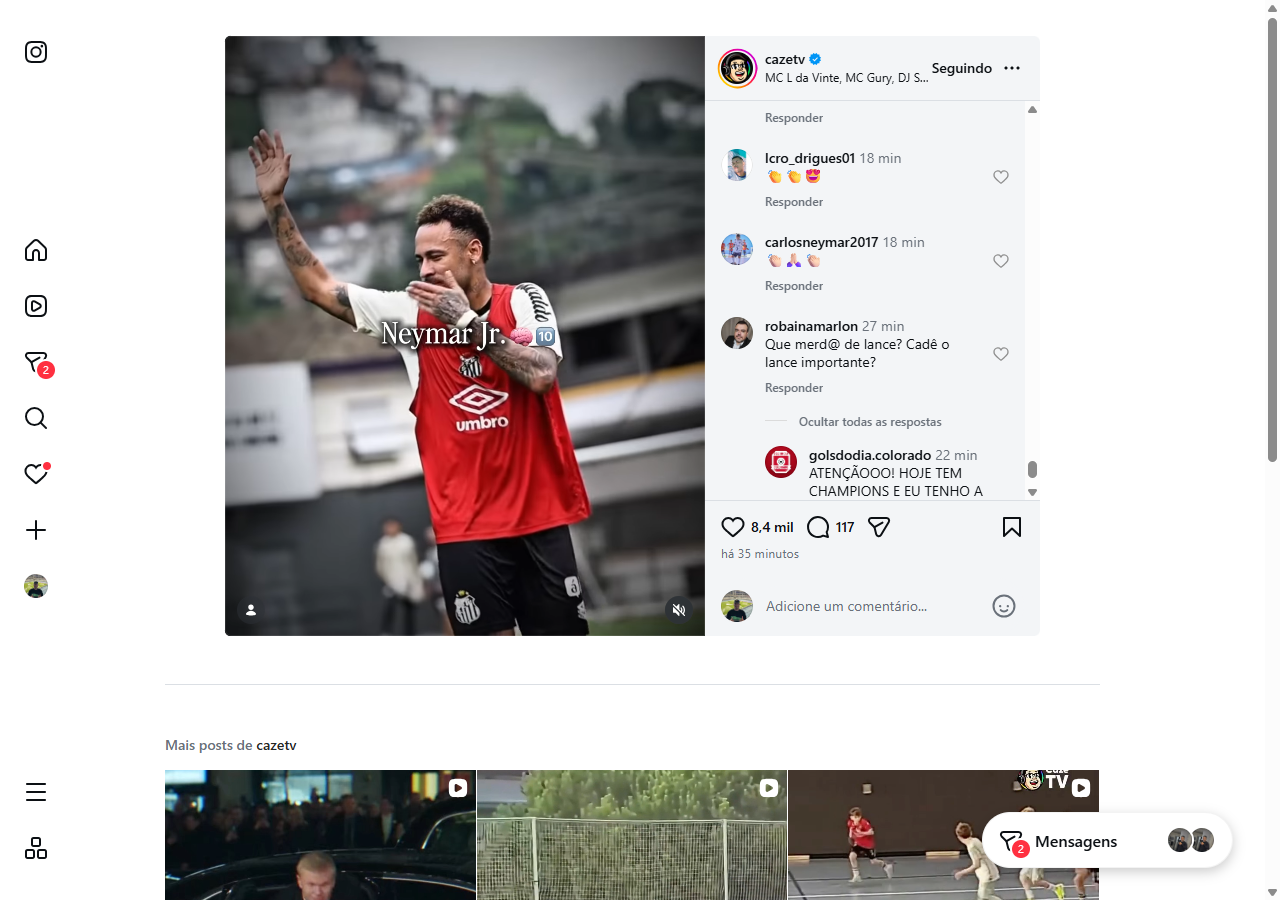 cazetv
MC L da Vinte, MC Gury, DJ S...
Seguindo
Responder
lcro_drigues01 18 min
👏👏😍
Responder
carlosneymar2017 18 min
👏🏻🙏🏻👏🏻
Responder
robainamarlon 27 min
Que merd@ de lance? Cadê o
lance importante?
Responder
Ocultar todas as respostas
golsdodia.colorado 22 min
ATENÇÃOOO! HOJE TEM
CHAMPIONS E EU TENHO A
8,4 mil
117
há 35 minutos
Adicione um comentário...
Neymar Jr.🧠🔟
umbro
2
Mais posts de cazetv
TV
2
Mensagens